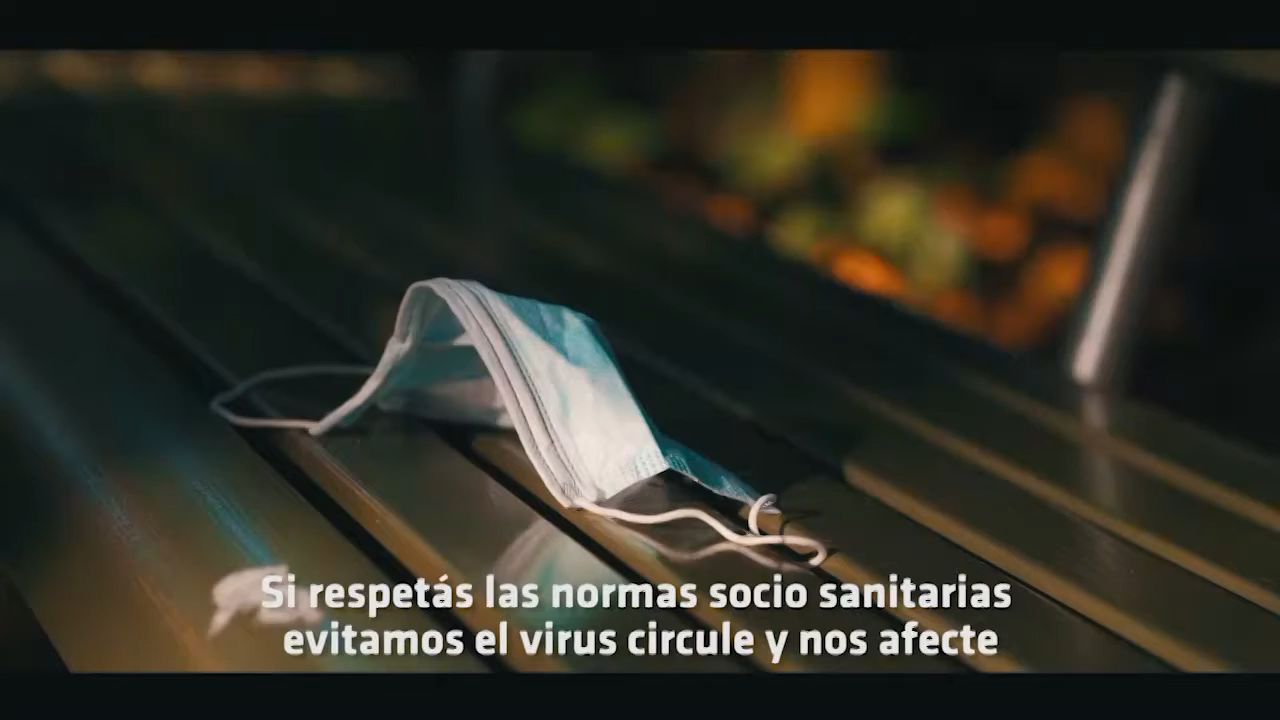 Si respetás las normas socio sanitarias
evitamos el virus circule y nos afecte